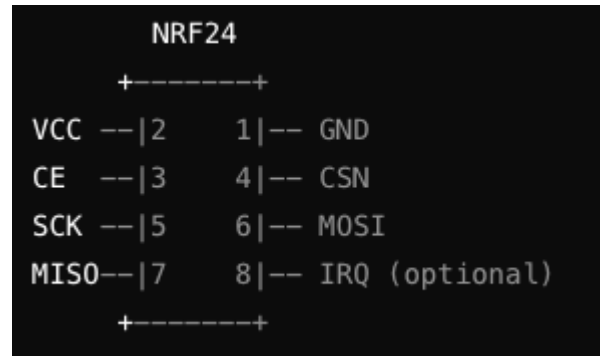 NRF24
+-------+
VCC --|2    1|-- GND
CE  --|3    4|-- CSN
SCK --|5    6|-- MOSI
MISO--|7    8|-- IRQ (optional)
+-------+